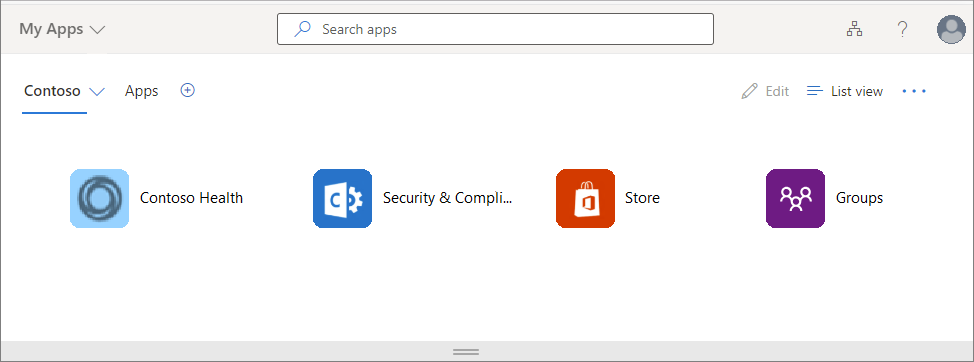 My Apps
Search apps
?
Contoso
Apps
Edit
List view
Contoso Health
Security & Compli...
Store
Groups